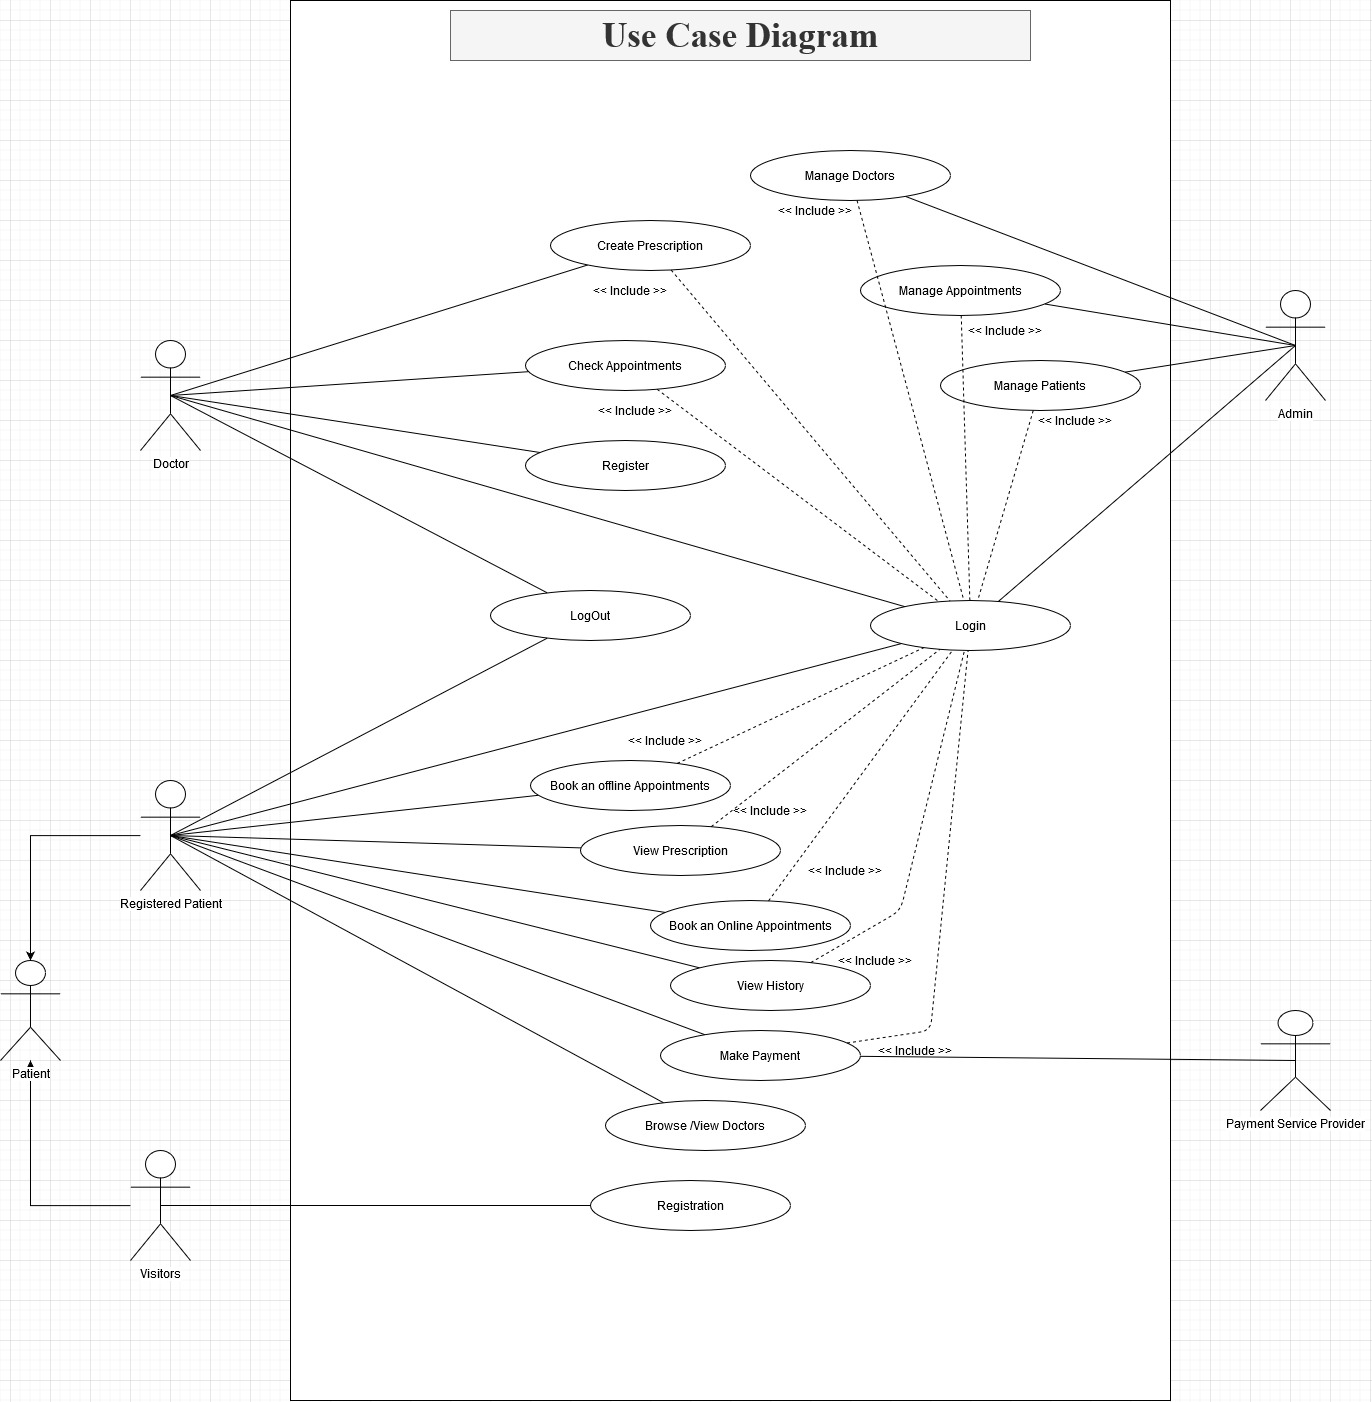 Use Case Diagram
Manage Doctors
<< Include >>
Create Prescription
<< Include >>
Manage Appointments
<< Include >>
Check Appointments
<< Include >>
Manage Patients
<< Include >>
Admin
Doctor
Register
LogOut
Login
<< Include >>
Book an offline Appointments
<< Include >>
View Prescription
<< Include >>
Registered Patient
Book an Online Appointments
<< Include >>
View History
<< Include >>
Make Payment
Patient
Payment Service Provider
Browse /View Doctors
Registration
Visitors